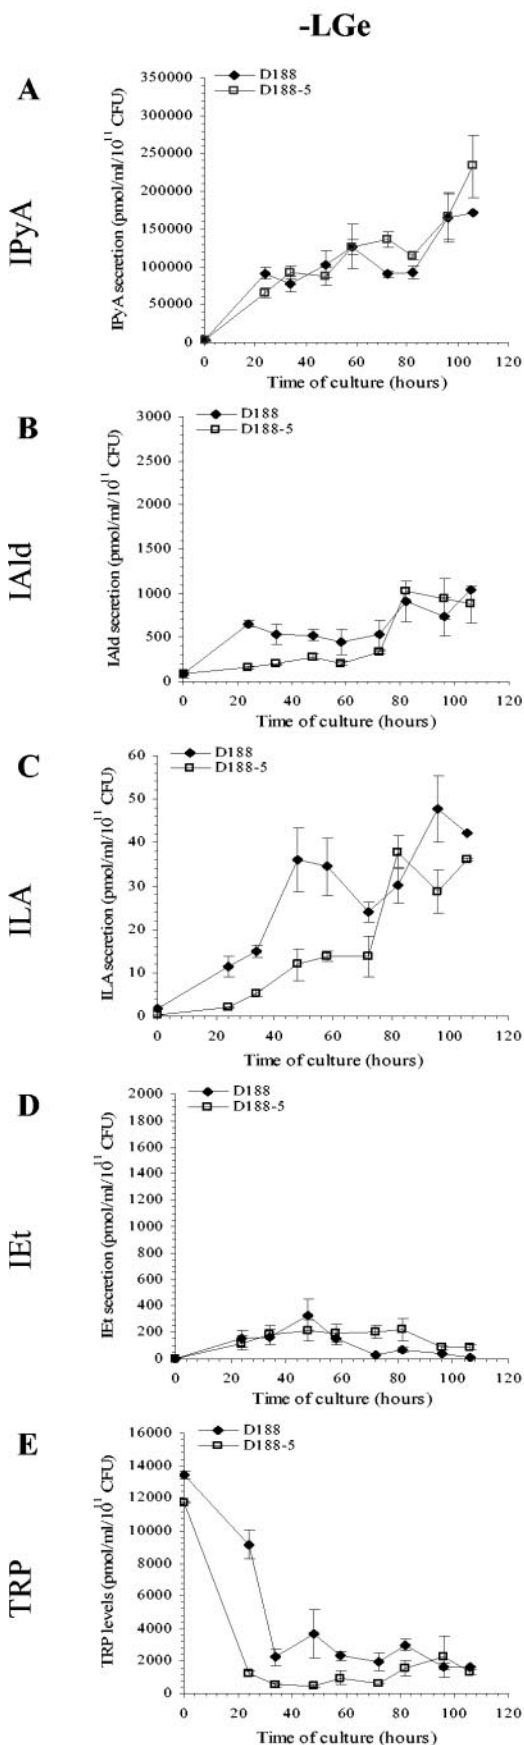 -LGe
A
IPyA
IPyA secretion (pmol/ml/10¹¹ CFU)
D188
D188-5
350000
300000
250000
200000
150000
100000
50000
0
0 20 40 60 80 100 120
Time of culture (hours)
B
IAld
IAld secretion (pmol/ml/10¹¹ CFU)
D188
D188-5
3000
2500
2000
1500
1000
500
0
0 20 40 60 80 100 120
Time of culture (hours)
C
ILA
ILA secretion (pmol/ml/10¹¹ CFU)
D188
D188-5
60
50
40
30
20
10
0
0 20 40 60 80 100 120
Time of culture (hours)
D
IEt
IEt secretion (pmol/ml/10¹¹ CFU)
D188
D188-5
2000
1800
1600
1400
1200
1000
800
600
400
200
0
0 20 40 60 80 100 120
Time of culture (hours)
E
TRP
TRP levels (pmol/ml/10¹¹ CFU)
D188
D188-5
16000
14000
12000
10000
8000
6000
4000
2000
0
0 20 40 60 80 100 120
Time of culture (hours)